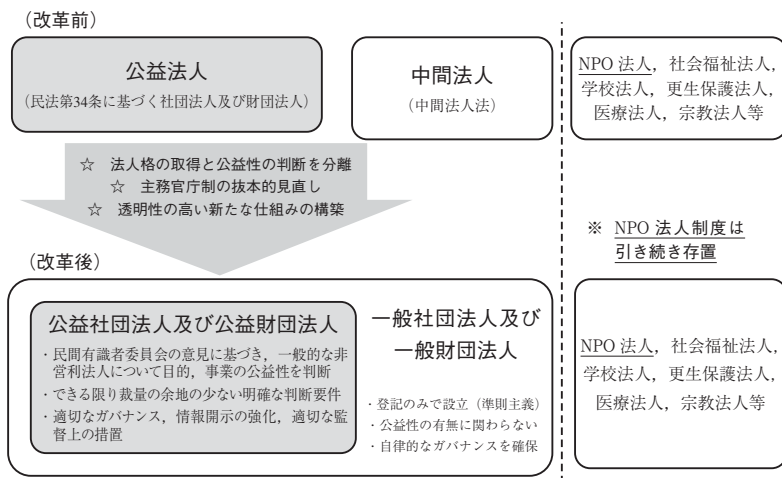 （改革前）
公益法人
（民法第34条に基づく社団法人及び財団法人）
中間法人
（中間法人法）
NPO 法人，社会福祉法人，
学校法人，更生保護法人，
医療法人，宗教法人等
☆　法人格の取得と公益性の判断を分離
☆　主務官庁制の抜本的見直し
☆　透明性の高い新たな仕組みの構築
※　NPO 法人制度は
引き続き存置
（改革後）
公益社団法人及び公益財団法人
・民間有識者委員会の意見に基づき，一般的な非
営利法人について目的，事業の公益性を判断
・できる限り裁量の余地の少ない明確な判断要件
・適切なガバナンス，情報開示の強化，適切な監
督上の措置
一般社団法人及び
一般財団法人
・登記のみで設立（準則主義）
・公益性の有無に関わらない
・自律的なガバナンスを確保
NPO 法人，社会福祉法人，
学校法人，更生保護法人，
医療法人，宗教法人等